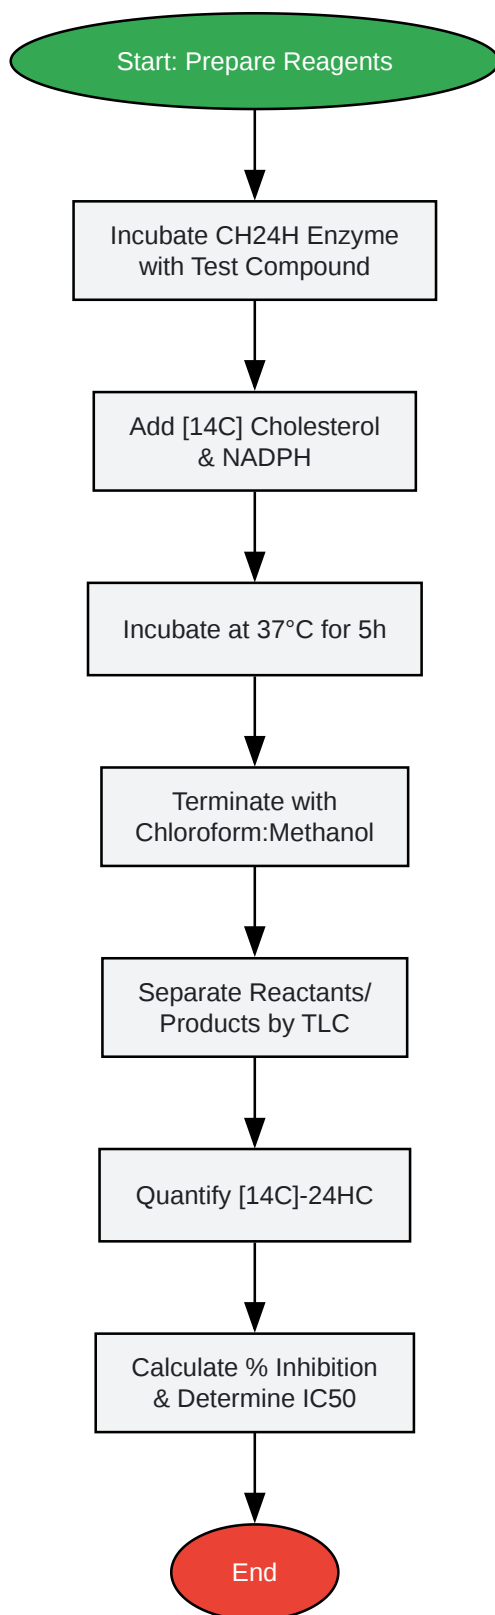 Start: Prepare Reagents
Incubate CH24H Enzyme
with Test Compound
Add [14C] Cholesterol
& NADPH
Incubate at 37°C for 5h
Terminate with
Chloroform:Methanol
Separate Reactants/
Products by TLC
Quantify [14C]-24HC
Calculate % Inhibition
& Determine IC50
End